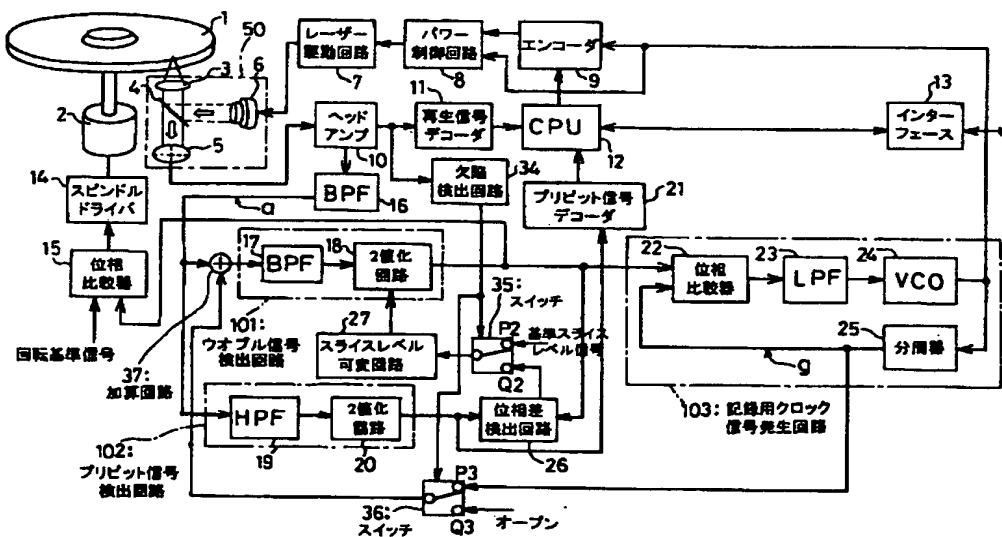 1
50
3
4
6
レーザー
駆動回路
7
パワー
制御回路
8
エンコーダ
9
2
5
ヘッド
アンプ
10
11
再生信号
デコーダ
CPU
12
13
インター
フェース
14
スピンドル
ドライバ
BPF
16
a
欠陥
検出回路
34
プリピット信号
デコーダ
21
15
位相
比較器
回転基準信号
37:
加算回路
17
BPF
18
2値化
回路
101:
ウオブル信号
検出回路
27
スライスレベル
可変回路
35:
スイッチ
P2
基準スライス
レベル信号
Q2
22
位相
比較器
23
LPF
24
VCO
25
分周器
g
103:記録用クロック
信号発生回路
HPF
19
2値化
回路
20
位相差
検出回路
26
102:
プリピット信号
検出回路
36:
スイッチ
P3
Q3
オープン